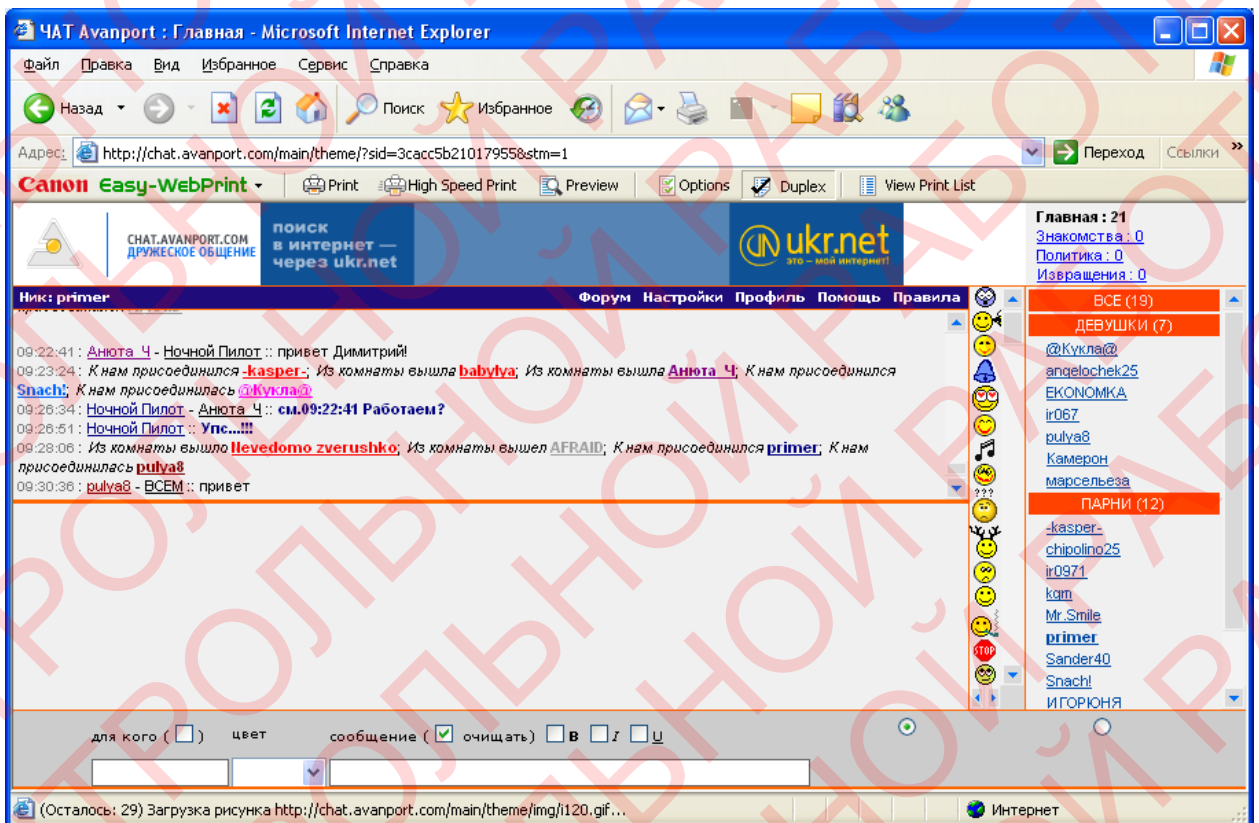 ЧАТ Avanport : Главная - Microsoft Internet Explorer
Файл Правка Вид Избранное Сервис Справка
Назад Поиск Избранное
Адрес: http://chat.avanport.com/main/theme/?sid=3cacc5b21017955&stm=1 Переход Ссылки »
Canon Easy-WebPrint Print High Speed Print Preview Options Duplex View Print List
CHAT.AVANPORT.COM
ДРУЖЕСКОЕ ОБЩЕНИЕ
поиск
в интернет —
через ukr.net
ukr.net
это – мой интернет!
Главная : 21
Знакомства : 0
Политика : 0
Извращения : 0
Ник: primer Форум Настройки Профиль Помощь Правила
09:22:41 : Анюта_Ч - Ночной Пилот :: привет Димитрий!
09:23:24 : К нам присоединился -kasper-; Из комнаты вышла babylya; Из комнаты вышла Анюта_Ч; К нам присоединился
Snach!; К нам присоединилась @Кукла@
09:26:34 : Ночной Пилот - Анюта_Ч :: см.09:22:41 Работаем?
09:26:51 : Ночной Пилот :: Упс...!!!
09:28:06 : Из комнаты вышло Nevedomo zverushko; Из комнаты вышел AFRAID; К нам присоединился primer; К нам
присоединилась pulya8
09:30:36 : pulya8 - ВСЕМ :: привет
???
STOP
ВСЕ (19)
ДЕВУШКИ (7)
@Кукла@
angelochek25
EKONOMKA
ir067
pulya8
Камерон
марсельеза
ПАРНИ (12)
-kasper-
chipolino25
ir0971
kqm
Mr.Smile
primer
Sander40
Snach!
ИГОРЮНЯ
для кого ( ) цвет сообщение ( очищать) B I U
(Осталось: 29) Загрузка рисунка http://chat.avanport.com/main/theme/img/i120.gif... Интернет